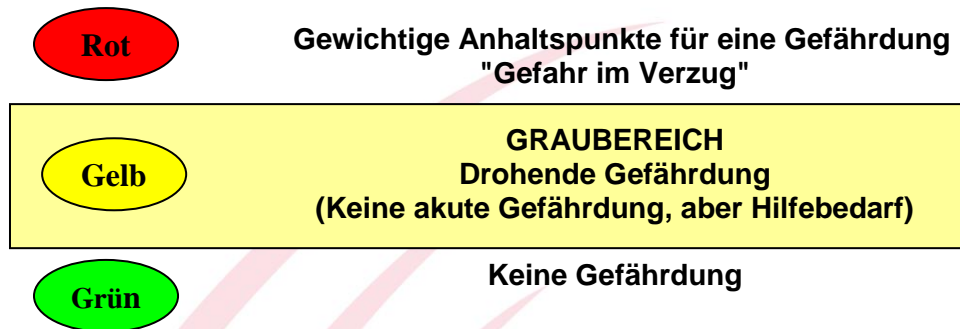 Rot
Gewichtige Anhaltspunkte für eine Gefährdung
"Gefahr im Verzug"
Gelb
GRAUBEREICH
Drohende Gefährdung
(Keine akute Gefährdung, aber Hilfebedarf)
Grün
Keine Gefährdung